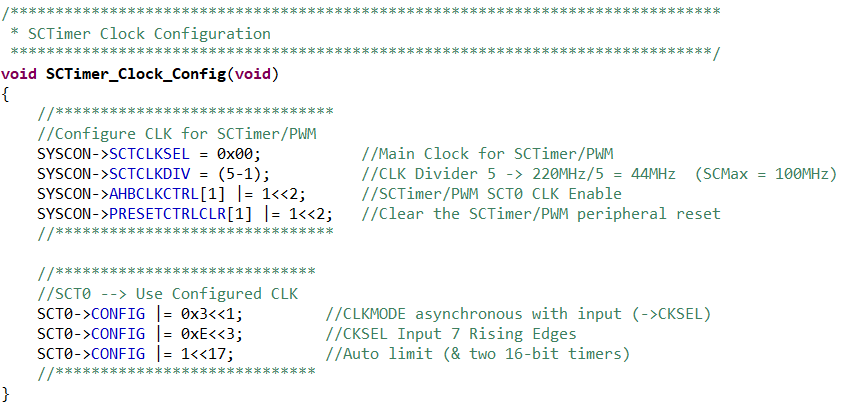 /*******************************************************************************
 * SCTimer Clock Configuration
 ******************************************************************************/
void SCTimer_Clock_Config(void)
{
    //*******************************
    //Configure CLK for SCTimer/PWM
    SYSCON->SCTCLKSEL = 0x00;           //Main Clock for SCTimer/PWM
    SYSCON->SCTCLKDIV = (5-1);          //CLK Divider 5 -> 220MHz/5 = 44MHz  (SCMax = 100MHz)
    SYSCON->AHBCLKCTRL[1] |= 1<<2;      //SCTimer/PWM SCT0 CLK Enable
    SYSCON->PRESETCTRLCLR[1] |= 1<<2;   //Clear the SCTimer/PWM peripheral reset
    //*******************************

    //*****************************
    //SCT0 --> Use Configured CLK
    SCT0->CONFIG |= 0x3<<1;         //CLKMODE asynchronous with input (->CKSEL)
    SCT0->CONFIG |= 0xE<<3;         //CKSEL Input 7 Rising Edges
    SCT0->CONFIG |= 1<<17;          //Auto limit (& two 16-bit timers)
    //*****************************
}